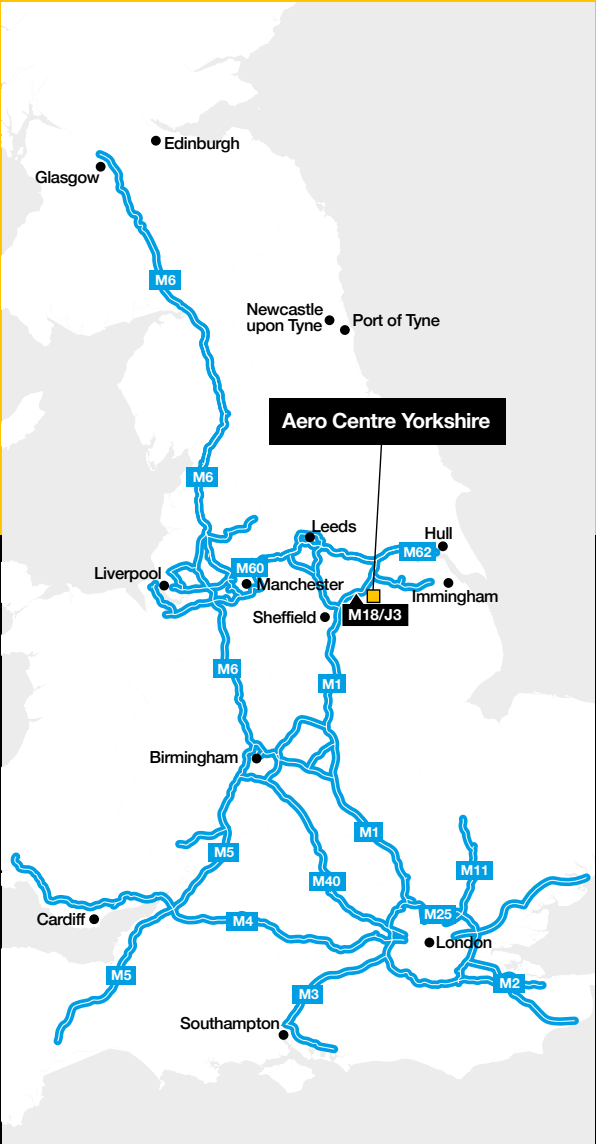 Edinburgh
Glasgow
M6
Newcastle
upon Tyne
Port of Tyne
Aero Centre Yorkshire
M6
Leeds
Hull
M62
M60
Liverpool
Manchester
Immingham
Sheffield
M18/J3
M6
M1
Birmingham
M1
M5
M11
M40
M25
Cardiff
M4
London
M5
M2
M3
Southampton